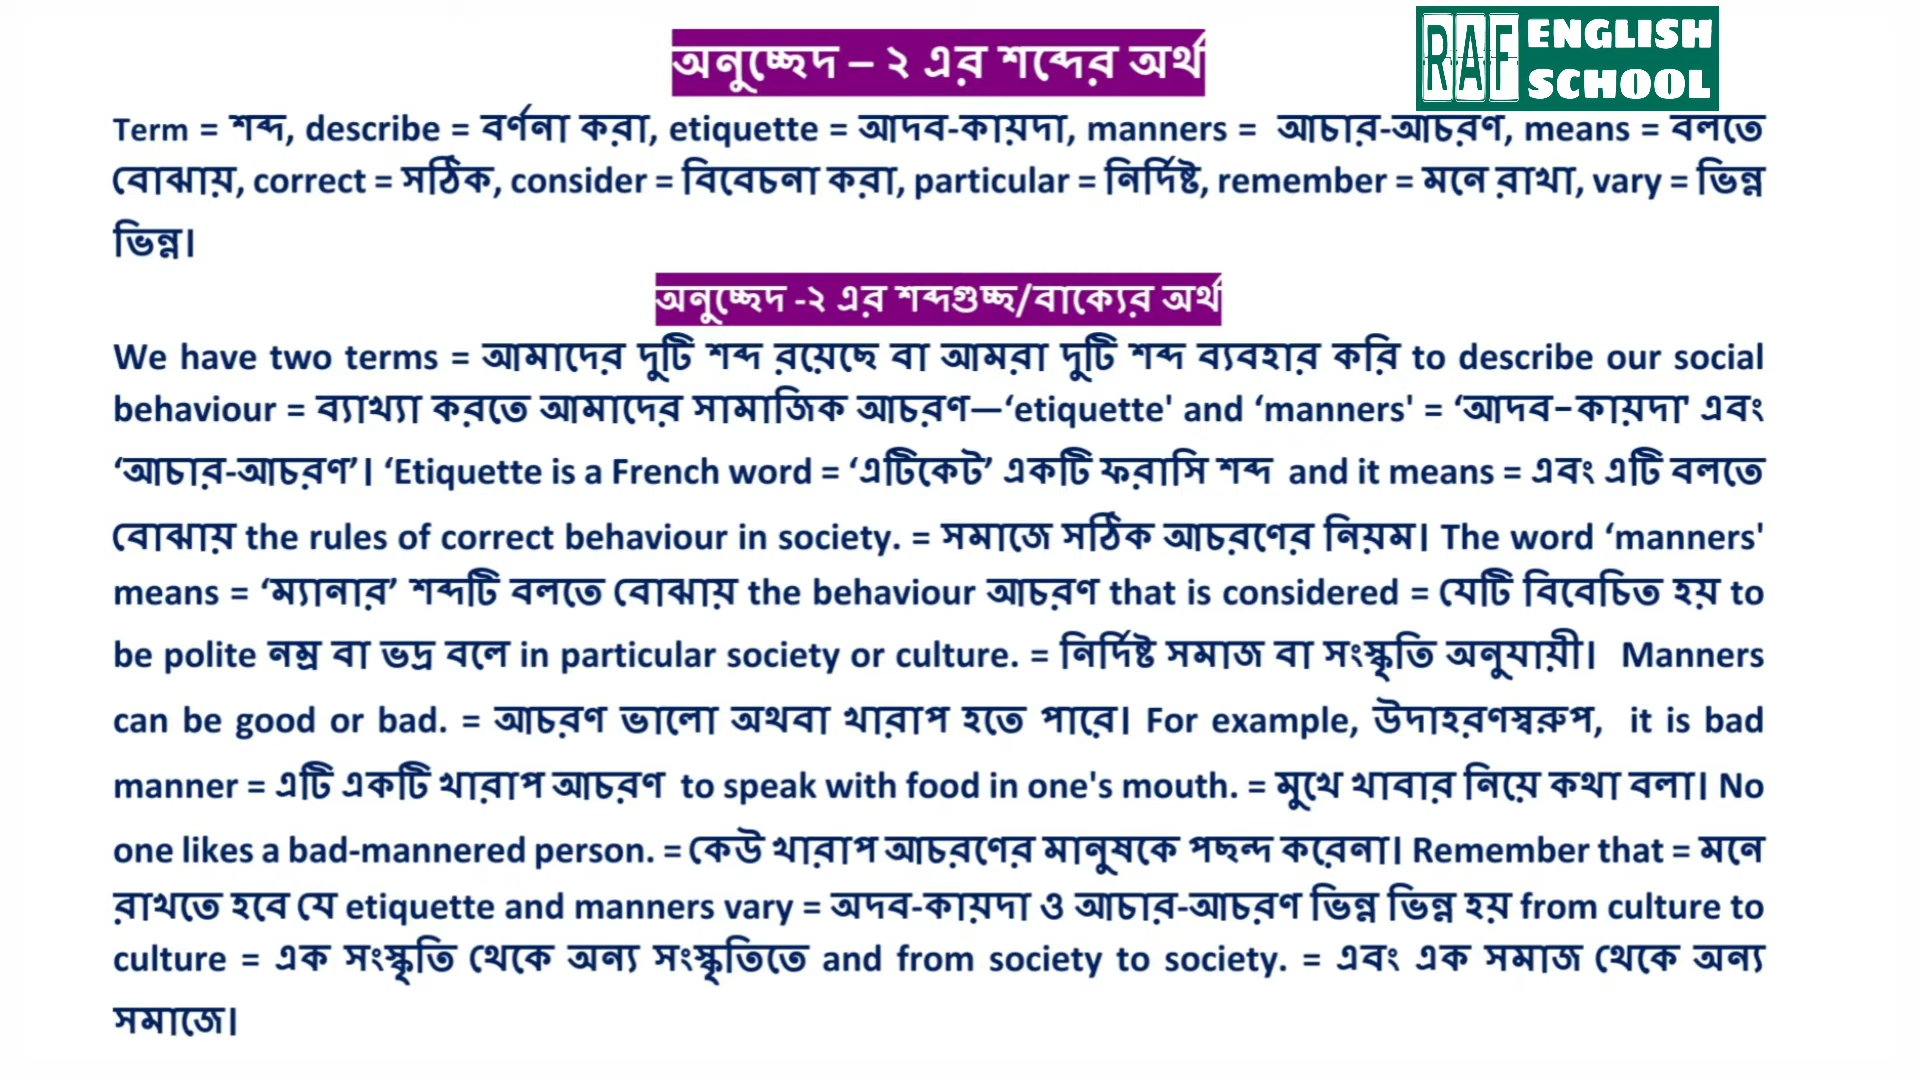 অনুচ্ছেদ – ২ এর শব্দের অর্থ
RAF ENGLISH SCHOOL
Term = শব্দ, describe = বর্ণনা করা, etiquette = আদব-কায়দা, manners = আচার-আচরণ, means = বলতে
বোঝায়, correct = সঠিক, consider = বিবেচনা করা, particular = নির্দিষ্ট, remember = মনে রাখা, vary = ভিন্ন
ভিন্ন।
অনুচ্ছেদ -২ এর শব্দগুচ্ছ/বাক্যের অর্থ
We have two terms = আমাদের দুটি শব্দ রয়েছে বা আমরা দুটি শব্দ ব্যবহার করি to describe our social
behaviour = ব্যাখ্যা করতে আমাদের সামাজিক আচরণ—‘etiquette' and ‘manners' = ‘আদব–কায়দা' এবং
‘আচার-আচরণ’। ‘Etiquette is a French word = ‘এটিকেট’ একটি ফরাসি শব্দ and it means = এবং এটি বলতে
বোঝায় the rules of correct behaviour in society. = সমাজে সঠিক আচরণের নিয়ম। The word ‘manners'
means = ‘ম্যানার’ শব্দটি বলতে বোঝায় the behaviour আচরণ that is considered = যেটি বিবেচিত হয় to
be polite নম্র বা ভদ্র বলে in particular society or culture. = নির্দিষ্ট সমাজ বা সংস্কৃতি অনুযায়ী। Manners
can be good or bad. = আচরণ ভালো অথবা খারাপ হতে পারে। For example, উদাহরণস্বরুপ, it is bad
manner = এটি একটি খারাপ আচরণ to speak with food in one's mouth. = মুখে খাবার নিয়ে কথা বলা। No
one likes a bad-mannered person. = কেউ খারাপ আচরণের মানুষকে পছন্দ করেনা। Remember that = মনে
রাখতে হবে যে etiquette and manners vary = অদব-কায়দা ও আচার-আচরণ ভিন্ন ভিন্ন হয় from culture to
culture = এক সংস্কৃতি থেকে অন্য সংস্কৃতিতে and from society to society. = এবং এক সমাজ থেকে অন্য
সমাজে।